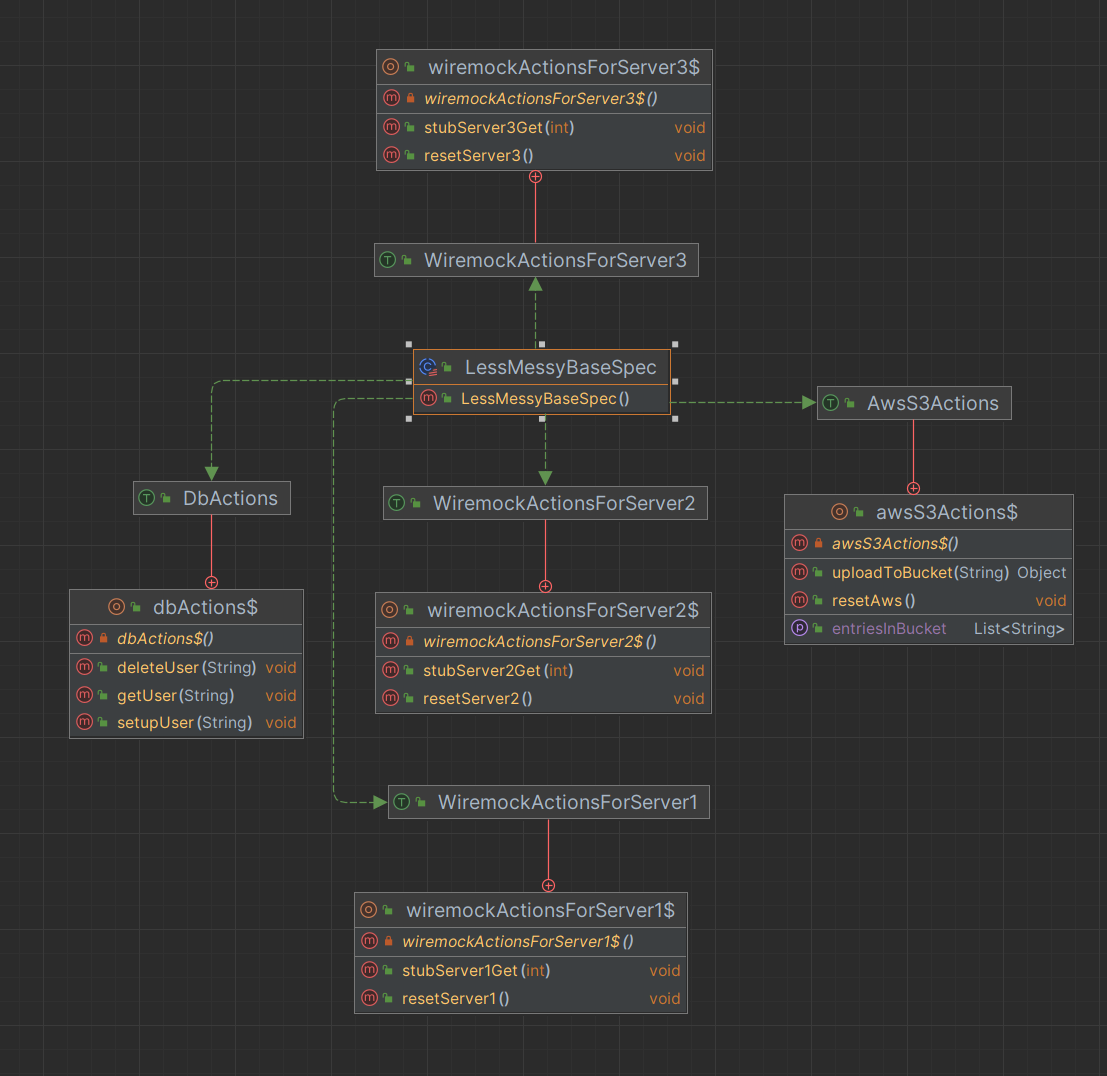 wiremockActionsForServer3$
wiremockActionsForServer3$()
stubServer3Get(int) void
resetServer3() void
WiremockActionsForServer3
LessMessyBaseSpec
LessMessyBaseSpec()
AwsS3Actions
DbActions
WiremockActionsForServer2
awsS3Actions$
awsS3Actions$()
uploadToBucket(String) Object
resetAws() void
entriesInBucket List<String>
dbActions$
dbActions$()
deleteUser(String) void
getUser(String) void
setupUser(String) void
wiremockActionsForServer2$
wiremockActionsForServer2$()
stubServer2Get(int) void
resetServer2() void
WiremockActionsForServer1
wiremockActionsForServer1$
wiremockActionsForServer1$()
stubServer1Get(int) void
resetServer1() void